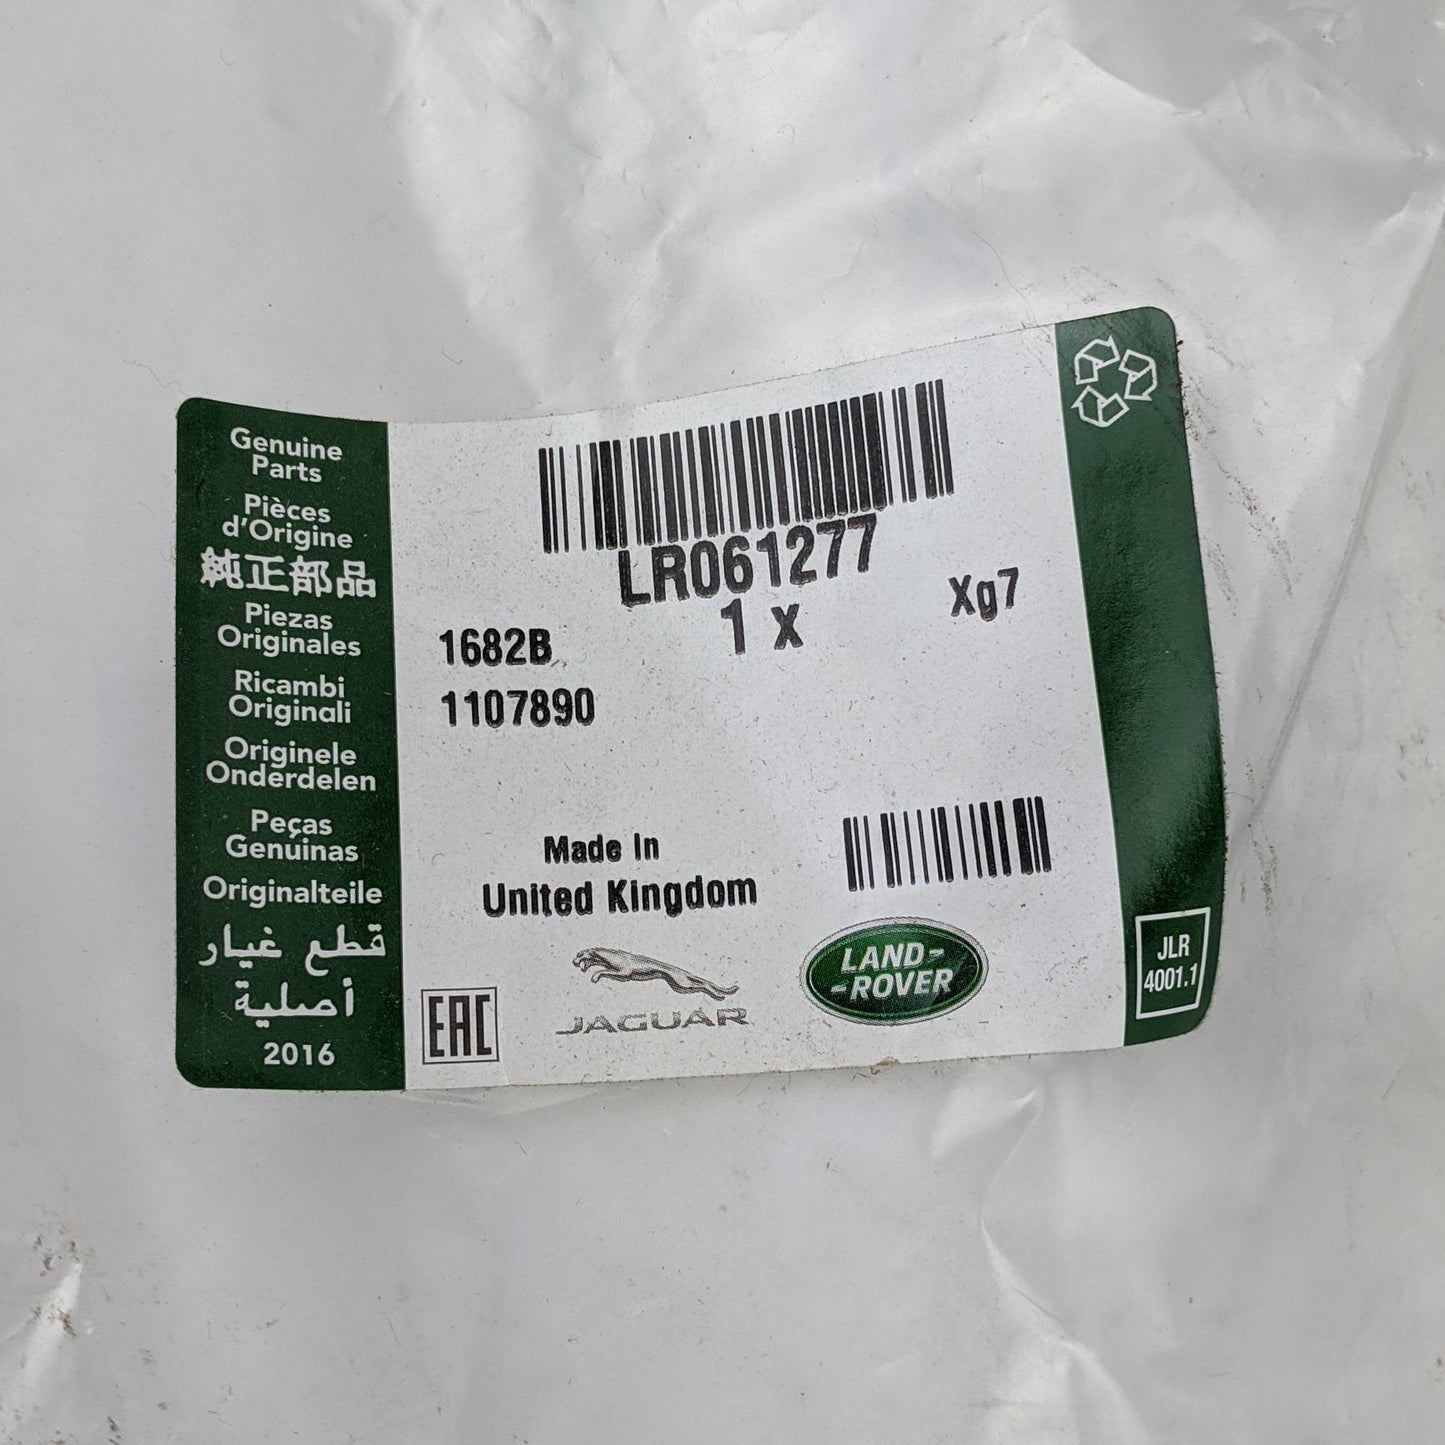 Genuine
Parts
Pièces
d'Origine
純正部品
Piezas
Originales
Ricambi
Originali
Originele
Onderdelen
Peças
Genuínas
Originalteile
قطع غيار
أصلية
2016
LR061277
1 x
Xg7
1682B
1107890
Made in
United Kingdom
EAC
JAGUAR
LAND-
-ROVER
JLR
4001.1